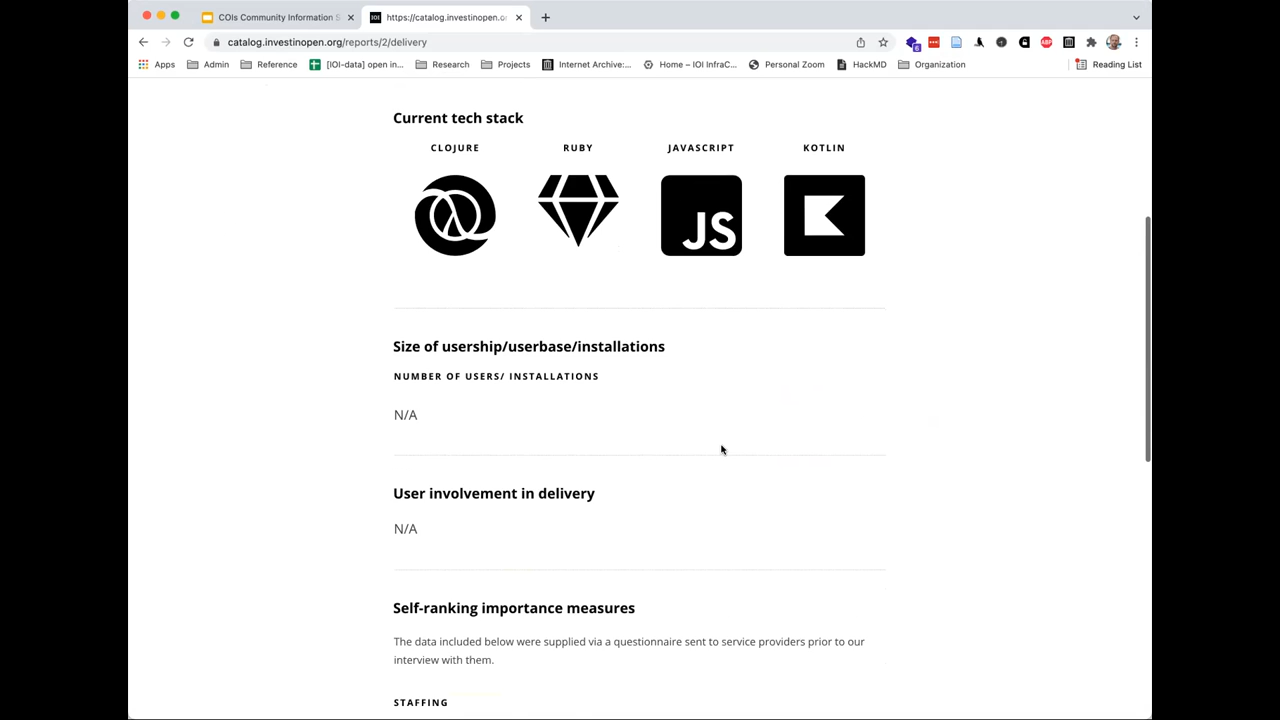 COIs Community Information S
IOI https://catalog.investinopen.or
catalog.investinopen.org/reports/2/delivery
6
ABP
Apps Admin Reference [IOI-data] open in... Research Projects Internet Archive:... Home – IOI InfraC... Personal Zoom HackMD Organization Reading List
Current tech stack
CLOJURE RUBY JAVASCRIPT KOTLIN
JS
Size of usership/userbase/installations
NUMBER OF USERS/ INSTALLATIONS
N/A
User involvement in delivery
N/A
Self-ranking importance measures
The data included below were supplied via a questionnaire sent to service providers prior to our
interview with them.
STAFFING